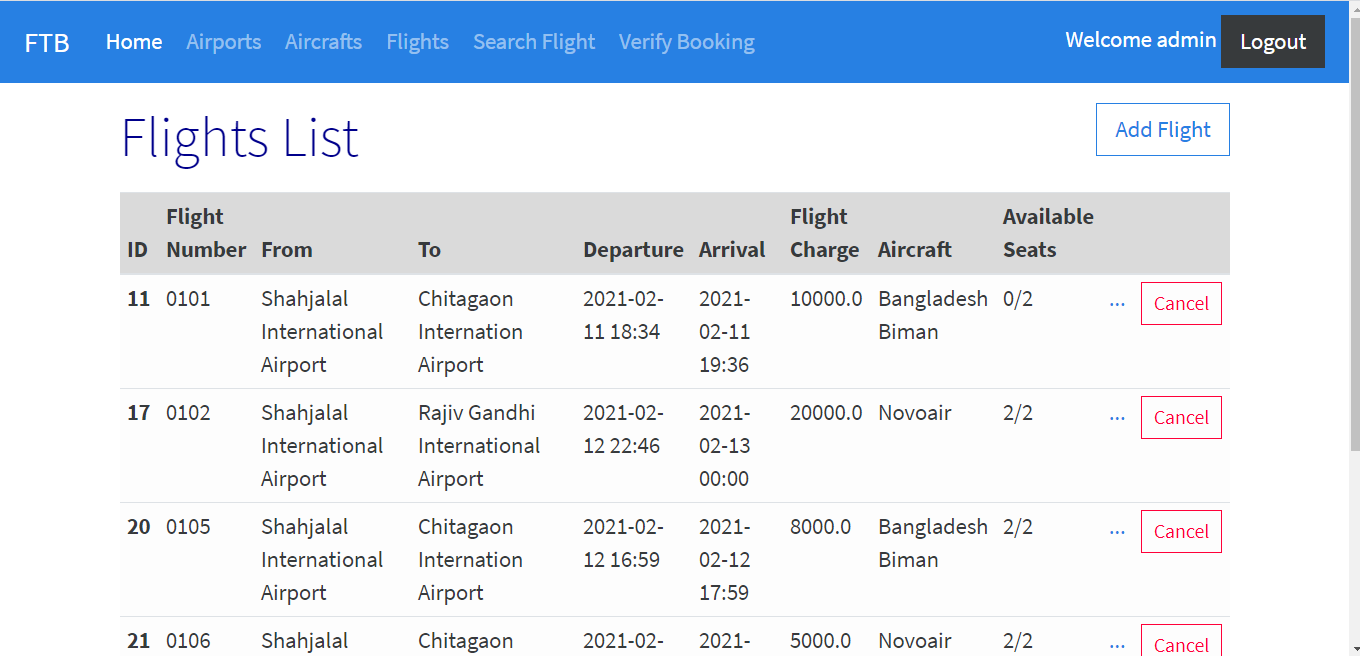 FTB Home Airports Aircrafts Flights Search Flight Verify Booking Welcome admin Logout
Flights List Add Flight
Flight Flight Available
ID Number From To Departure Arrival Charge Aircraft Seats
11 0101 Shahjalal Chitagaon 2021-02- 2021- 10000.0 Bangladesh 0/2 ... Cancel
International Internation 11 18:34 02-11 Biman
Airport Airport 19:36
17 0102 Shahjalal Rajiv Gandhi 2021-02- 2021- 20000.0 Novoair 2/2 ... Cancel
International International 12 22:46 02-13
Airport Airport 00:00
20 0105 Shahjalal Chitagaon 2021-02- 2021- 8000.0 Bangladesh 2/2 ... Cancel
International Internation 12 16:59 02-12 Biman
Airport Airport 17:59
21 0106 Shahjalal Chitagaon 2021-02- 2021- 5000.0 Novoair 2/2 ... Cancel